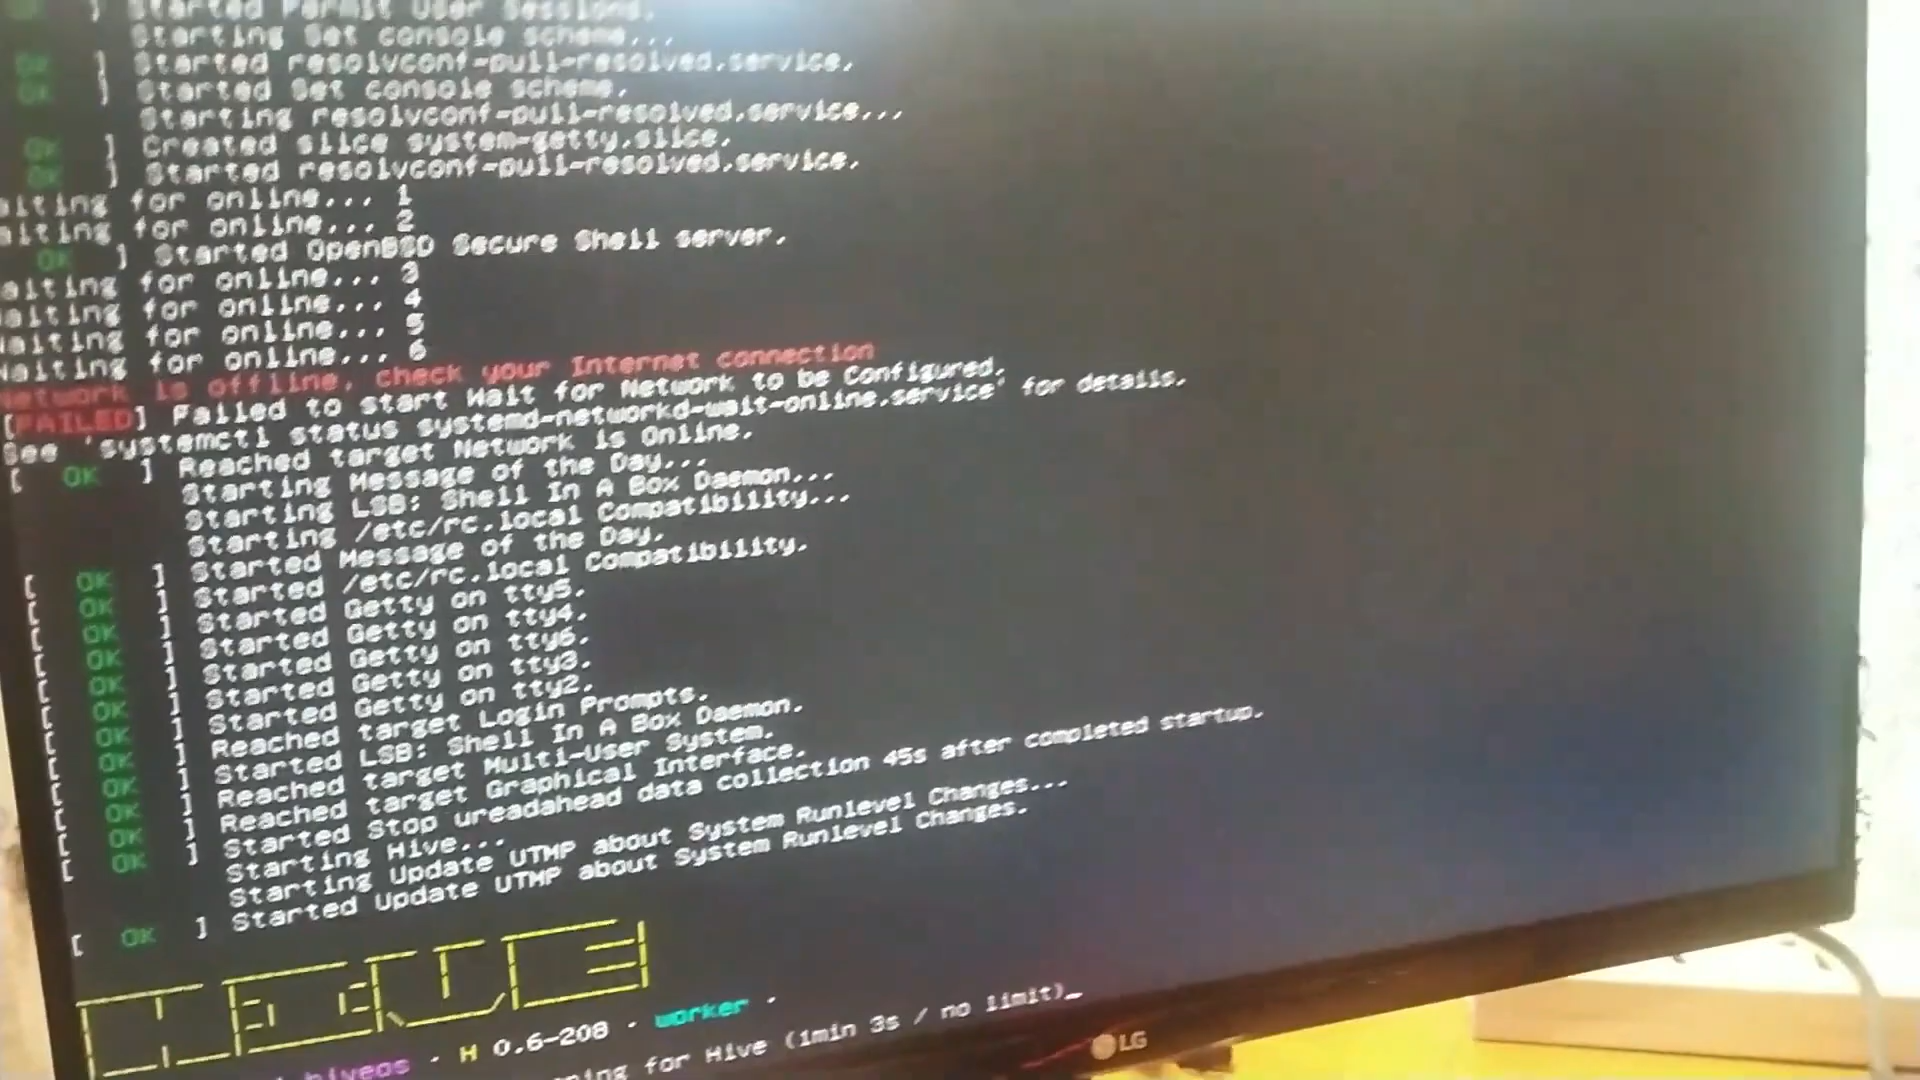 ] Started Permit User Sessions.
Starting Set console scheme...
OK ] Started resolvconf-pull-resolved.service.
OK ] Started Set console scheme.
Starting resolvconf-pull-resolved.service...
OK ] Created slice system-getty.slice.
OK ] Started resolvconf-pull-resolved.service.
aiting for online... 1
aiting for online... 2
OK ] Started OpenBSD Secure Shell server.
aiting for online... 3
aiting for online... 4
Waiting for online... 5
Waiting for online... 6
Network is offline, check your Internet connection
[FAILED] Failed to start Wait for Network to be Configured.
See 'systemctl status systemd-networkd-wait-online.service' for details.
[ OK ] Reached target Network is Online.
Starting Message of the Day...
Starting LSB: Shell In A Box Daemon...
Starting /etc/rc.local Compatibility...
[ OK ] Started Message of the Day.
[ OK ] Started /etc/rc.local Compatibility.
[ OK ] Started Getty on tty5.
[ OK ] Started Getty on tty4.
[ OK ] Started Getty on tty6.
[ OK ] Started Getty on tty3.
[ OK ] Started Getty on tty2.
[ OK ] Reached target Login Prompts.
[ OK ] Started LSB: Shell In A Box Daemon.
[ OK ] Reached target Multi-User System.
[ OK ] Reached target Graphical Interface.
[ OK ] Started Stop ureadahead data collection 45s after completed startup.
Starting Hive...
Starting Update UTMP about System Runlevel Changes...
[ OK ] Started Update UTMP about System Runlevel Changes.
hiveos · H 0.6-208 · worker ·
ning for Hive (1min 3s / no limit)_
LG